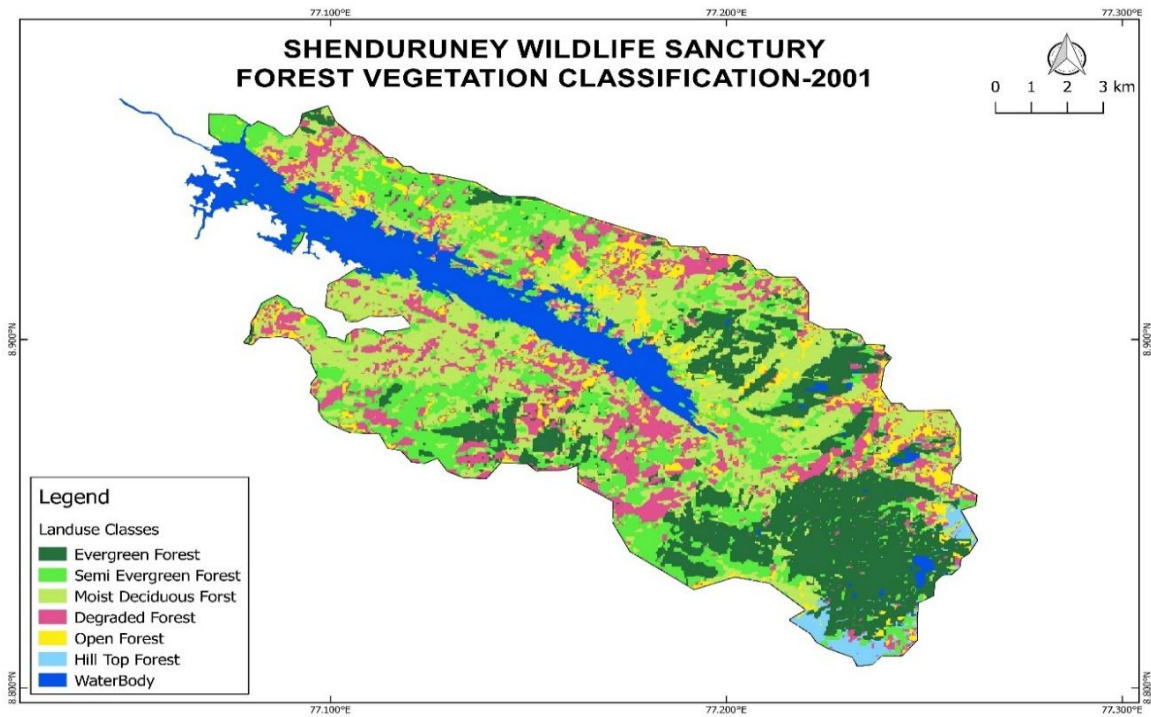 77.100°E 77.200°E 77.300°E
SHENDURUNEY WILDLIFE SANCTURY
FOREST VEGETATION CLASSIFICATION-2001
0 1 2 3 km
8.900°N 8.900°N
Legend
Landuse Classes
Evergreen Forest
Semi Evergreen Forest
Moist Deciduous Forst
Degraded Forest
Open Forest
Hill Top Forest
WaterBody
8.800°N 8.800°N
77.100°E 77.200°E 77.300°E